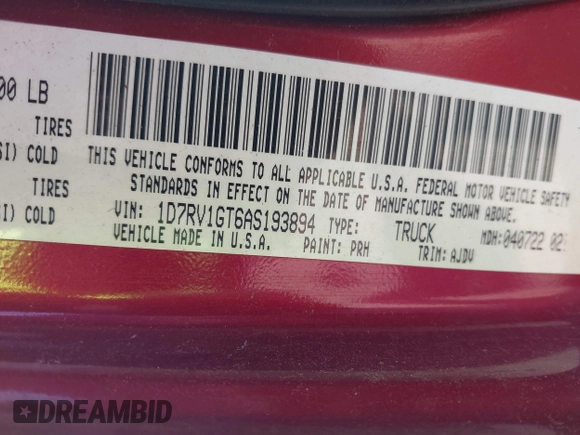 00 LB
TIRES
SI) COLD
TIRES
SI) COLD
THIS VEHICLE CONFORMS TO ALL APPLICABLE U.S.A. FEDERAL MOTOR VEHICLE SAFETY
STANDARDS IN EFFECT ON THE DATE OF MANUFACTURE SHOWN ABOVE.
VIN: 1D7RV1GT6AS193894 TYPE: TRUCK MDH: 040722 02
VEHICLE MADE IN U.S.A. PAINT: PRH TRIM: AJDV
DREAMBID